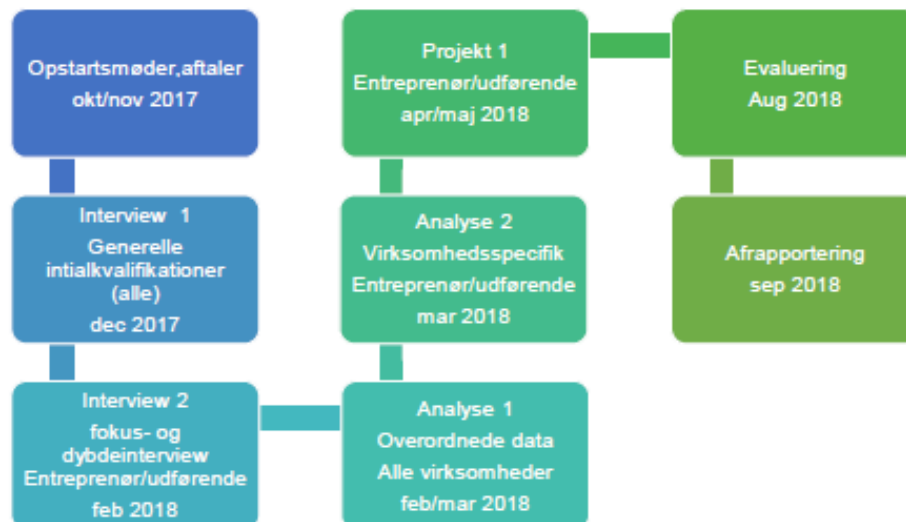 Opstartsmøder,aftaler
okt/nov 2017
Interview 1
Generelle
intialkvalifikationer
(alle)
dec 2017
Interview 2
fokus- og
dybdeinterview
Entreprenør/udførende
feb 2018
Analyse 1
Overordnede data
Alle virksomheder
feb/mar 2018
Analyse 2
Virksomhedsspecifik
Entreprenør/udførende
mar 2018
Projekt 1
Entreprenør/udførende
apr/maj 2018
Evaluering
Aug 2018
Afrapportering
sep 2018